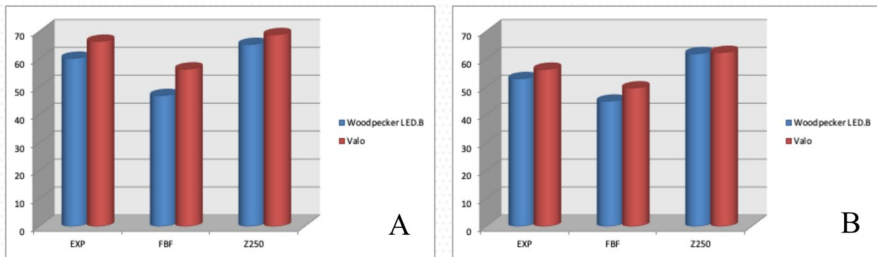 70
60
50
40
30
20
10
0
EXP
FBF
Z250
Woodpecker LED.B
Valo
A
70
60
50
40
30
20
10
0
EXP
FBF
Z250
Woodpecker LED.B
Valo
B